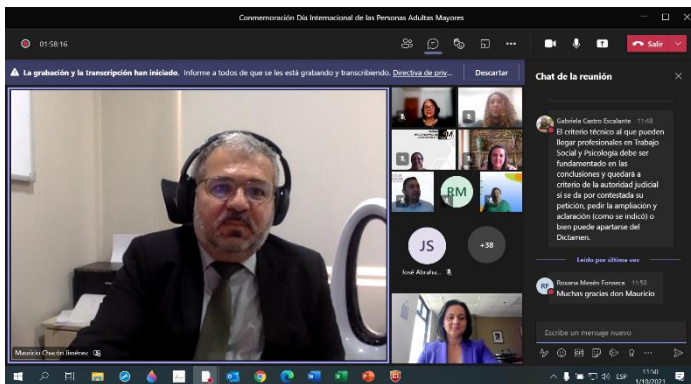 Conmemoración Día Internacional de las Personas Adultas Mayores
01:58:16
Salir
La grabación y la transcripción han iniciado. Informe a todos de que se les está grabando y transcribiendo. Directiva de priv...
Descartar
Chat de la reunión
Gabriela Castro Escalante 11:48
El criterio técnico al que pueden
llegar profesionales en Trabajo
Social y Psicología debe ser
fundamentado en las
conclusiones y quedará a
criterio de la autoridad judicial
si se da por contestada su
petición, pedir la ampliación y
aclaración (como se indicó) o
bien puede apartarse del
Dictamen.
Leído por última vez
RF
Roxana Mesén Fonseca 11:50
Muchas gracias don Mauricio
RM
JS
+38
José Abraha...
Mauricio Chacón Jiménez
Escribe un mensaje nuevo
GIF
ESP
11:50
1/10/2021